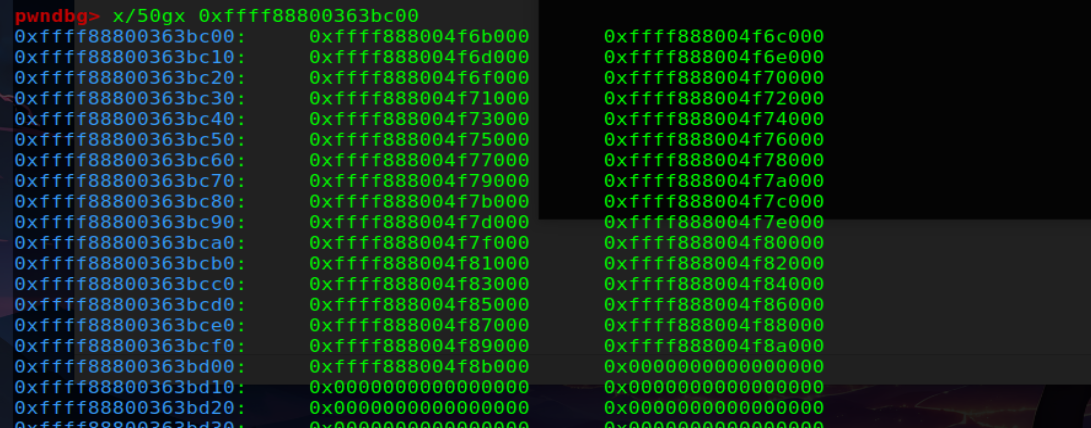 pwndbg> x/50gx 0xffff88800363bc00
0xffff88800363bc00: 0xffff888004f6b000 0xffff888004f6c000
0xffff88800363bc10: 0xffff888004f6d000 0xffff888004f6e000
0xffff88800363bc20: 0xffff888004f6f000 0xffff888004f70000
0xffff88800363bc30: 0xffff888004f71000 0xffff888004f72000
0xffff88800363bc40: 0xffff888004f73000 0xffff888004f74000
0xffff88800363bc50: 0xffff888004f75000 0xffff888004f76000
0xffff88800363bc60: 0xffff888004f77000 0xffff888004f78000
0xffff88800363bc70: 0xffff888004f79000 0xffff888004f7a000
0xffff88800363bc80: 0xffff888004f7b000 0xffff888004f7c000
0xffff88800363bc90: 0xffff888004f7d000 0xffff888004f7e000
0xffff88800363bca0: 0xffff888004f7f000 0xffff888004f80000
0xffff88800363bcb0: 0xffff888004f81000 0xffff888004f82000
0xffff88800363bcc0: 0xffff888004f83000 0xffff888004f84000
0xffff88800363bcd0: 0xffff888004f85000 0xffff888004f86000
0xffff88800363bce0: 0xffff888004f87000 0xffff888004f88000
0xffff88800363bcf0: 0xffff888004f89000 0xffff888004f8a000
0xffff88800363bd00: 0xffff888004f8b000 0x0000000000000000
0xffff88800363bd10: 0x0000000000000000 0x0000000000000000
0xffff88800363bd20: 0x0000000000000000 0x0000000000000000
0xffff88800363bd30: 0x0000000000000000 0x0000000000000000